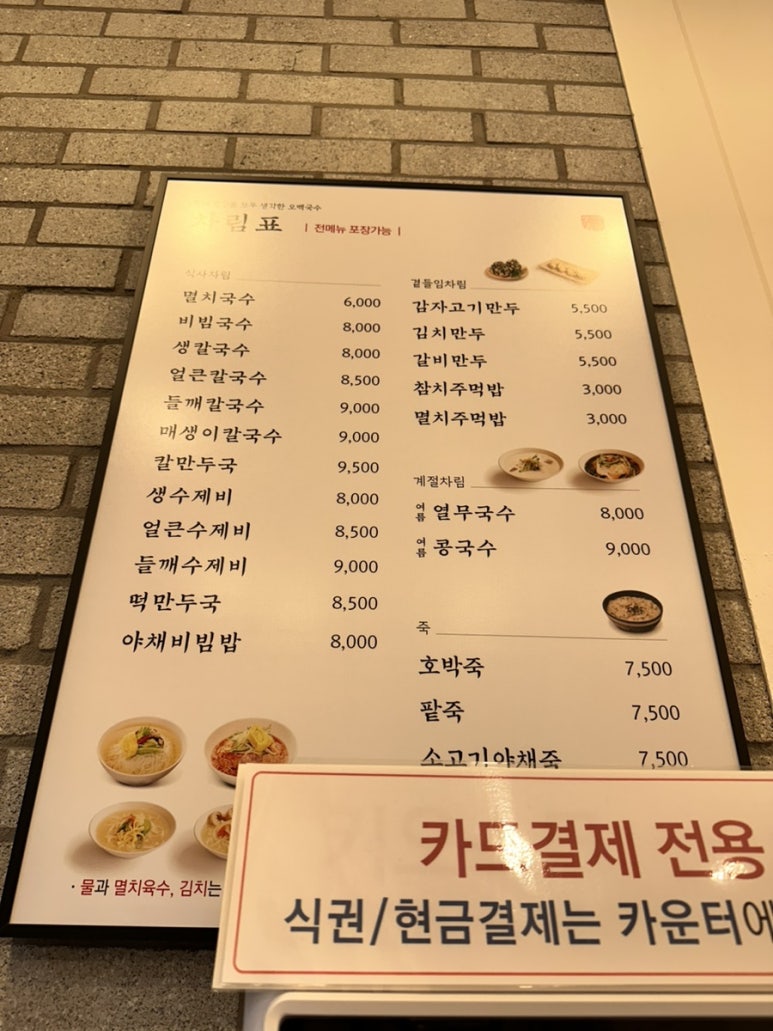 모두 생각한 오백국수
차림표
| 전메뉴 포장가능 |
식사차림
멸치국수 6,000
비빔국수 8,000
생칼국수 8,000
얼큰칼국수 8,500
들깨칼국수 9,000
매생이칼국수 9,000
칼만두국 9,500
생수제비 8,000
얼큰수제비 8,500
들깨수제비 9,000
떡만두국 8,500
야채비빔밥 8,000
곁들임차림
감자고기만두 5,500
김치만두 5,500
갈비만두 5,500
참치주먹밥 3,000
멸치주먹밥 3,000
계절차림
여름 열무국수 8,000
여름 콩국수 9,000
죽
호박죽 7,500
팥죽 7,500
소고기야채죽 7,500
· 물과 멸치육수, 김치는
카드결제 전용
식권/현금결제는 카운터에